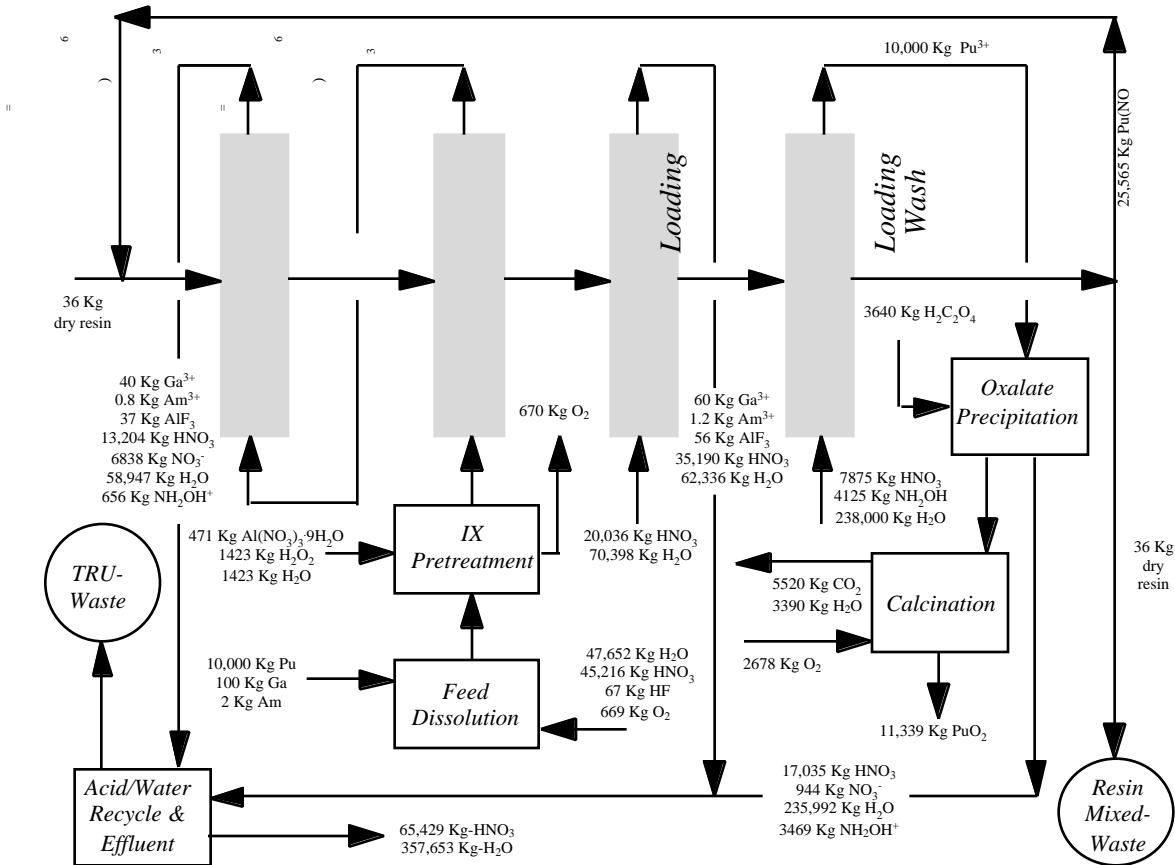 6
3
6
3
)
)
=
=
10,000 Kg Pu³⁺
25,565 Kg Pu(NO
Loading
Loading
Wash
36 Kg
dry resin
3640 Kg H₂C₂O₄
Oxalate
Precipitation
40 Kg Ga³⁺
0.8 Kg Am³⁺
37 Kg AlF₃
13,204 Kg HNO₃
6838 Kg NO₃⁻
58,947 Kg H₂O
656 Kg NH₂OH⁺
670 Kg O₂
60 Kg Ga³⁺
1.2 Kg Am³⁺
56 Kg AlF₃
35,190 Kg HNO₃
62,336 Kg H₂O
7875 Kg HNO₃
4125 Kg NH₂OH
238,000 Kg H₂O
471 Kg Al(NO₃)₃·9H₂O
1423 Kg H₂O₂
1423 Kg H₂O
IX
Pretreatment
20,036 Kg HNO₃
70,398 Kg H₂O
36 Kg
dry
resin
TRU-
Waste
5520 Kg CO₂
3390 Kg H₂O
Calcination
2678 Kg O₂
10,000 Kg Pu
100 Kg Ga
2 Kg Am
Feed
Dissolution
47,652 Kg H₂O
45,216 Kg HNO₃
67 Kg HF
669 Kg O₂
11,339 Kg PuO₂
Acid/Water
Recycle &
Effluent
65,429 Kg-HNO₃
357,653 Kg-H₂O
17,035 Kg HNO₃
944 Kg NO₃⁻
235,992 Kg H₂O
3469 Kg NH₂OH⁺
Resin
Mixed-
Waste